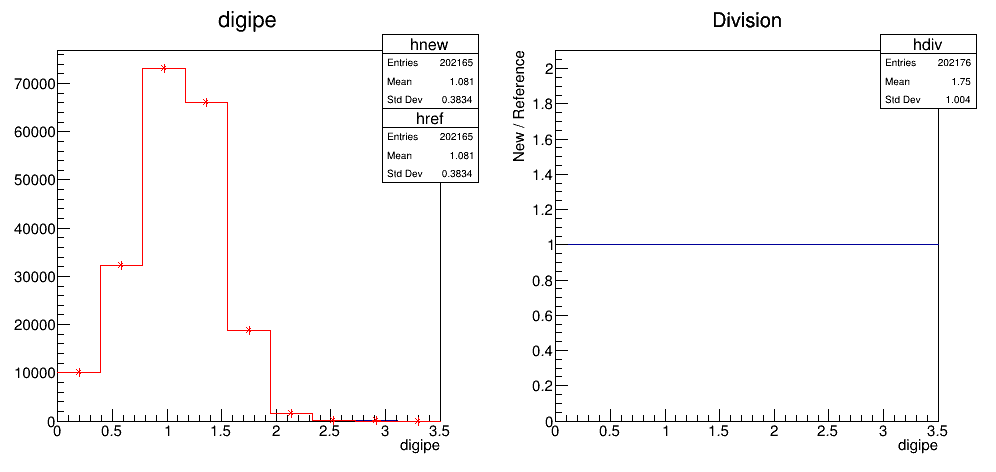 digipe
hnew
Entries 202165
Mean 1.081
Std Dev 0.3834
href
Entries 202165
Mean 1.081
Std Dev 0.3834
70000
60000
50000
40000
30000
20000
10000
0
0 0.5 1 1.5 2 2.5 3 3.5
digipe
Division
hdiv
Entries 202176
Mean 1.75
Std Dev 1.004
New / Reference
2
1.8
1.6
1.4
1.2
1
0.8
0.6
0.4
0.2
0
0 0.5 1 1.5 2 2.5 3 3.5
digipe